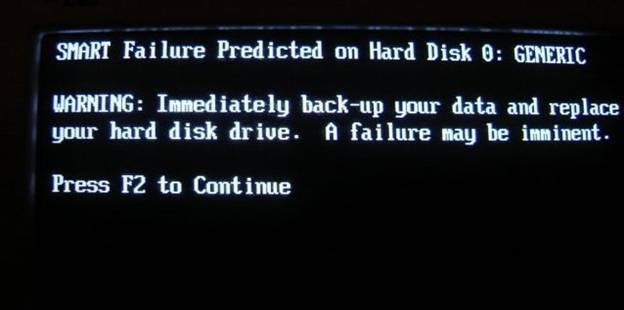 SMART Failure Predicted on Hard Disk 0: GENERIC
WARNING: Immediately back-up your data and replace
your hard disk drive. A failure may be imminent.
Press F2 to Continue